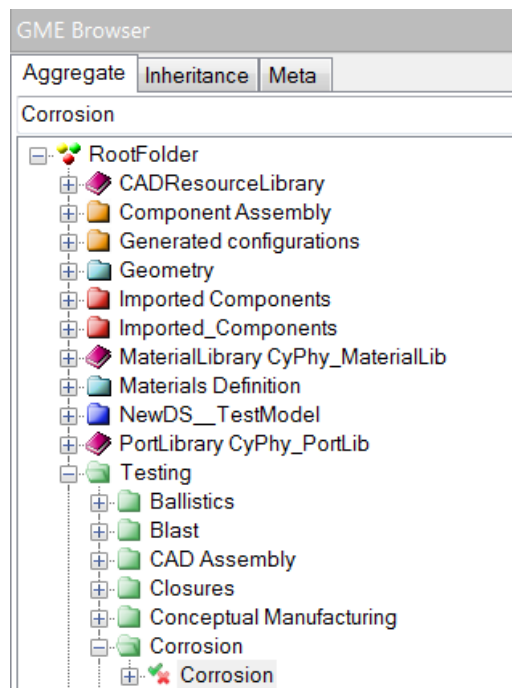 GME Browser
Aggregate Inheritance Meta
Corrosion
RootFolder
CADResourceLibrary
Component Assembly
Generated configurations
Geometry
Imported Components
Imported_Components
MaterialLibrary CyPhy_MaterialLib
Materials Definition
NewDS__TestModel
PortLibrary CyPhy_PortLib
Testing
Ballistics
Blast
CAD Assembly
Closures
Conceptual Manufacturing
Corrosion
Corrosion